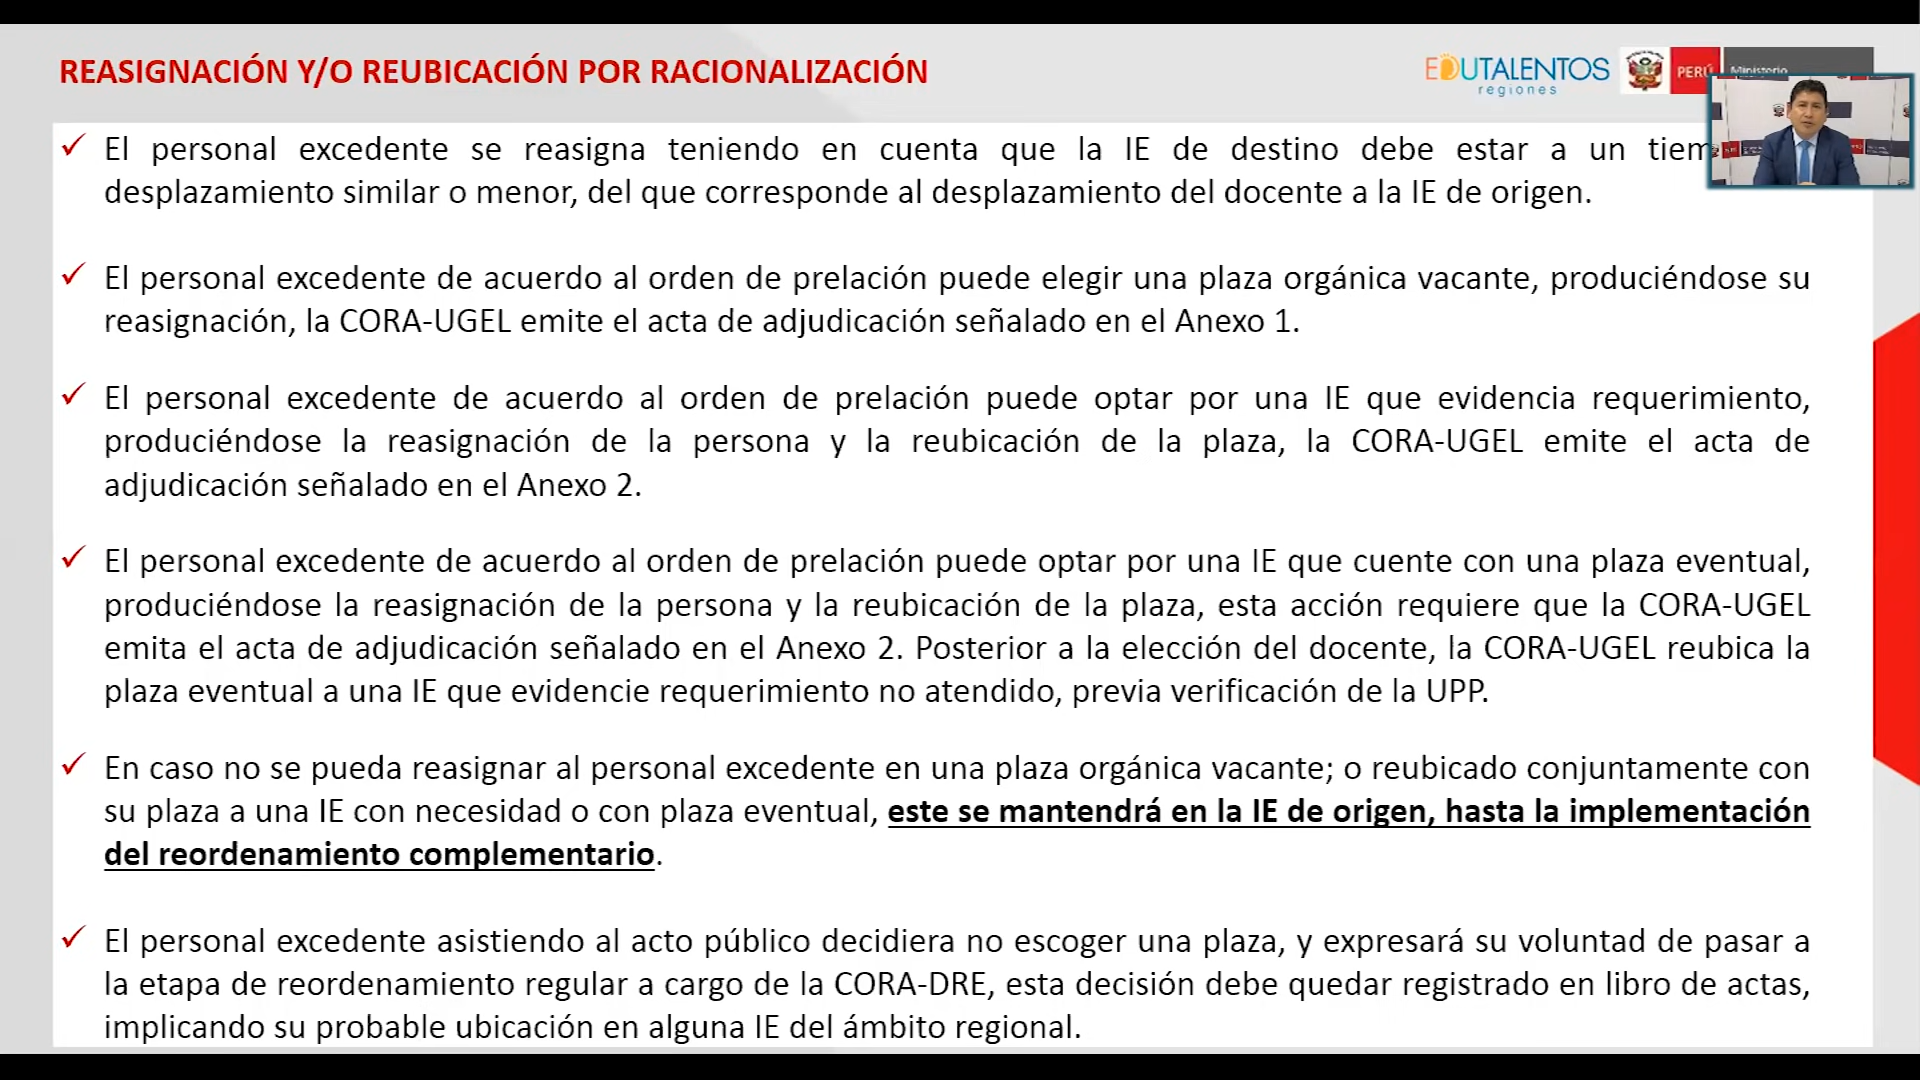 REASIGNACIÓN Y/O REUBICACIÓN POR RACIONALIZACIÓN
EDUTALENTOS
regiones
PERÚ
Ministerio
✓ El personal excedente se reasigna teniendo en cuenta que la IE de destino debe estar a un
desplazamiento similar o menor, del que corresponde al desplazamiento del docente a la IE de origen.
✓ El personal excedente de acuerdo al orden de prelación puede elegir una plaza orgánica vacante, produciéndose su
reasignación, la CORA-UGEL emite el acta de adjudicación señalado en el Anexo 1.
✓ El personal excedente de acuerdo al orden de prelación puede optar por una IE que evidencia requerimiento,
produciéndose la reasignación de la persona y la reubicación de la plaza, la CORA-UGEL emite el acta de
adjudicación señalado en el Anexo 2.
✓ El personal excedente de acuerdo al orden de prelación puede optar por una IE que cuente con una plaza eventual,
produciéndose la reasignación de la persona y la reubicación de la plaza, esta acción requiere que la CORA-UGEL
emita el acta de adjudicación señalado en el Anexo 2. Posterior a la elección del docente, la CORA-UGEL reubica la
plaza eventual a una IE que evidencie requerimiento no atendido, previa verificación de la UPP.
✓ En caso no se pueda reasignar al personal excedente en una plaza orgánica vacante; o reubicado conjuntamente con
su plaza a una IE con necesidad o con plaza eventual, este se mantendrá en la IE de origen, hasta la implementación
del reordenamiento complementario.
✓ El personal excedente asistiendo al acto público decidiera no escoger una plaza, y expresará su voluntad de pasar a
la etapa de reordenamiento regular a cargo de la CORA-DRE, esta decisión debe quedar registrado en libro de actas,
implicando su probable ubicación en alguna IE del ámbito regional.